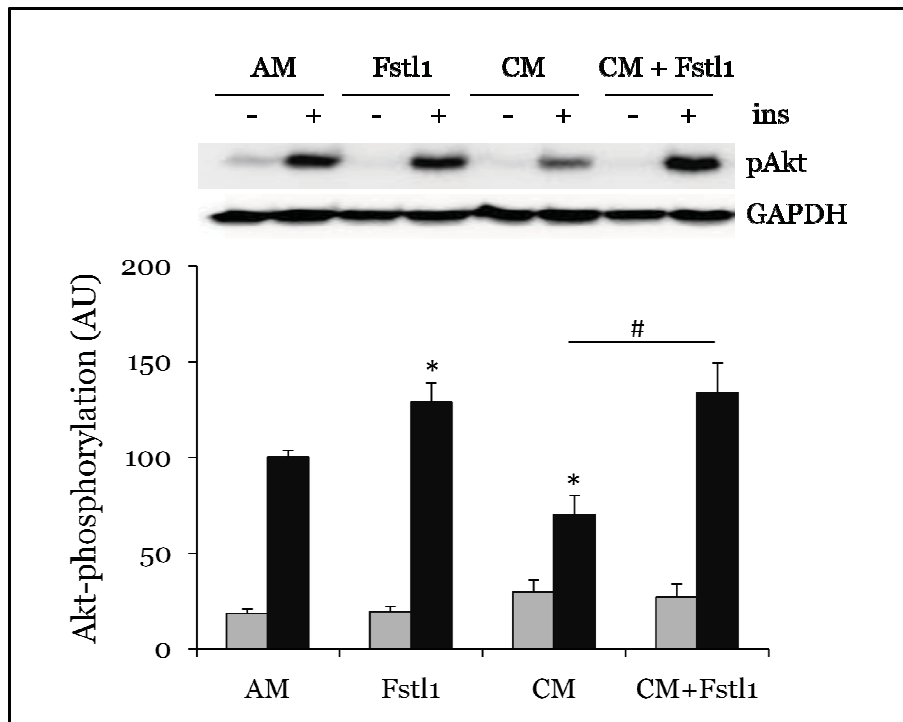 AM Fstl1 CM CM + Fstl1
- + - + - + - + ins
pAkt
GAPDH
Akt-phosphorylation (AU)
200
150
100
50
0
#
*
*
AM Fstl1 CM CM+Fstl1